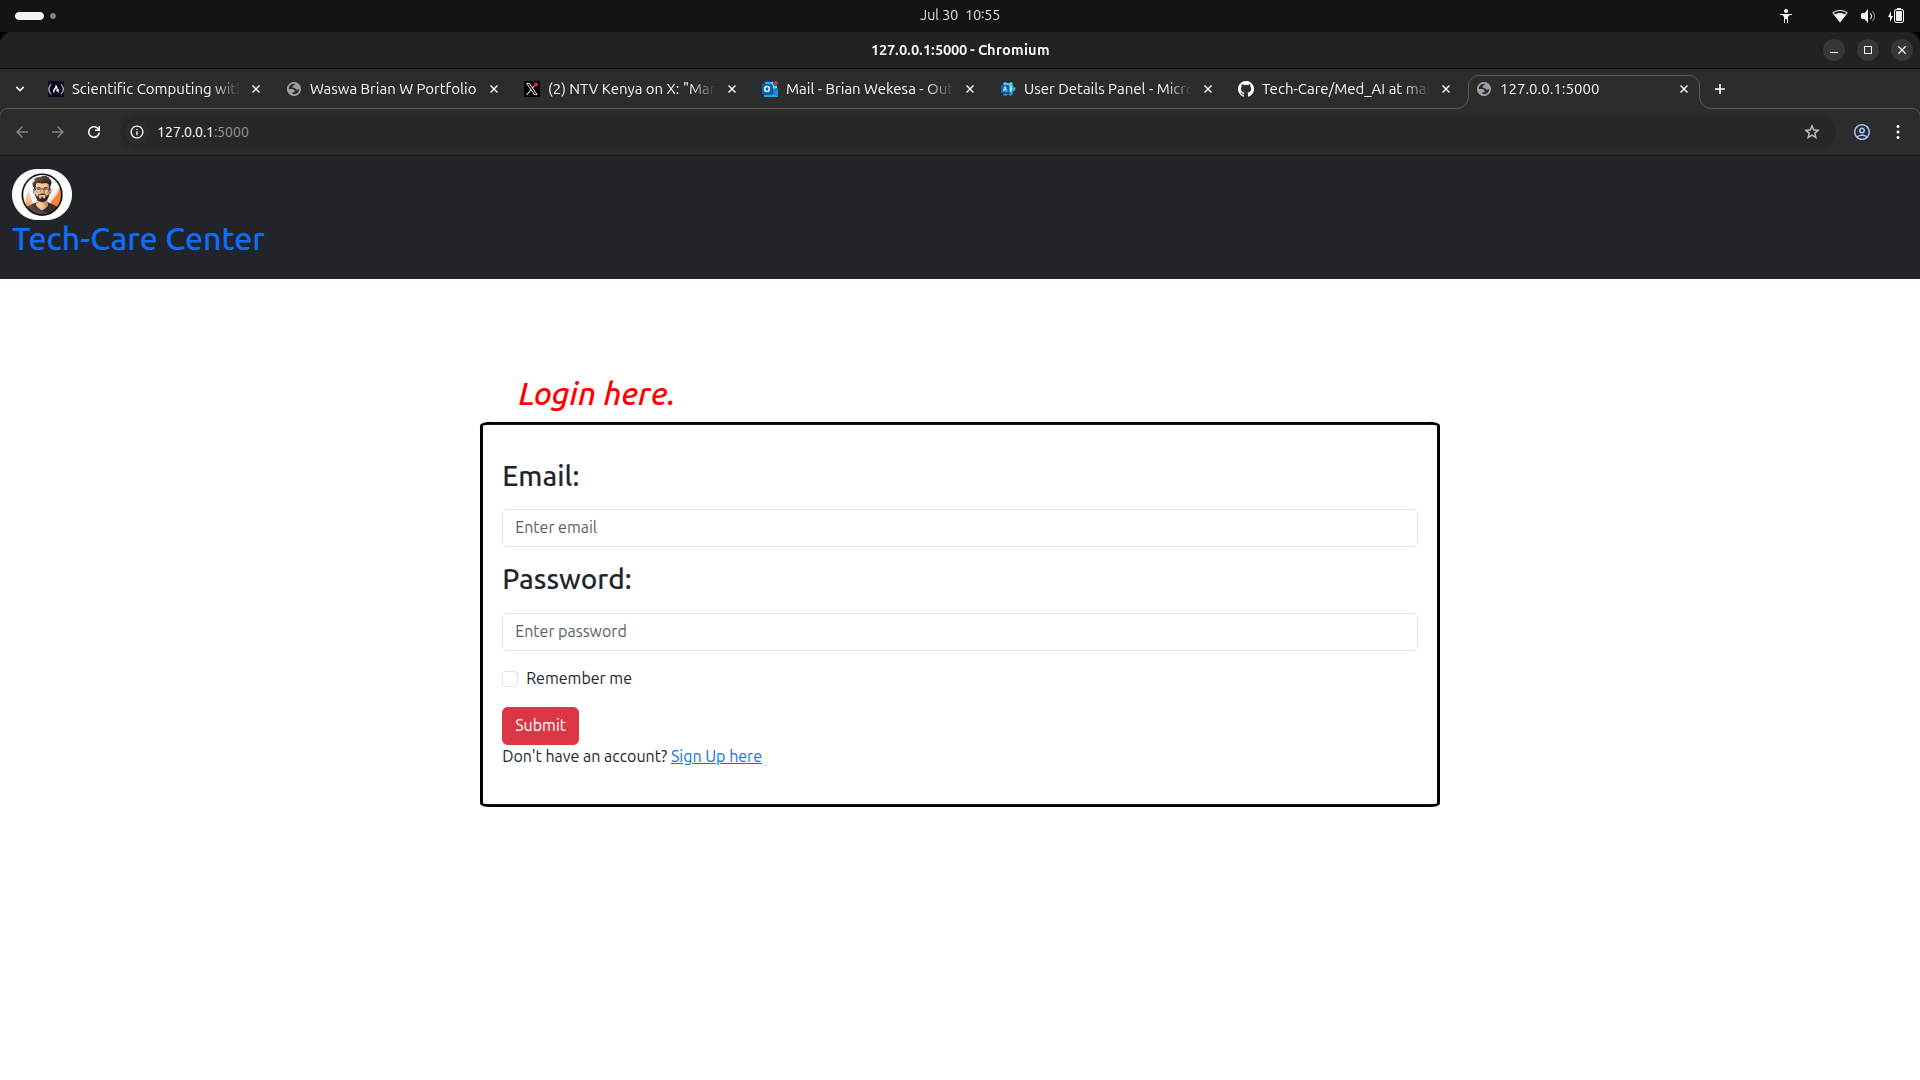 Jul 30 10:55
127.0.0.1:5000 - Chromium
Scientific Computing wit
Waswa Brian W Portfolio
(2) NTV Kenya on X: "Mar
Mail - Brian Wekesa - Out
User Details Panel - Micro
Tech-Care/Med_AI at mai
127.0.0.1:5000
127.0.0.1:5000
Tech-Care Center
Login here.
Email:
Enter email
Password:
Enter password
Remember me
Submit
Don't have an account? Sign Up here